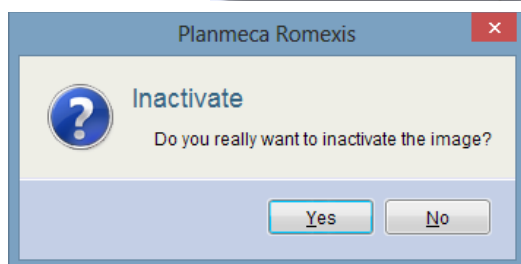 Planmeca Romexis
Inactivate
Do you really want to inactivate the image?
Yes
No